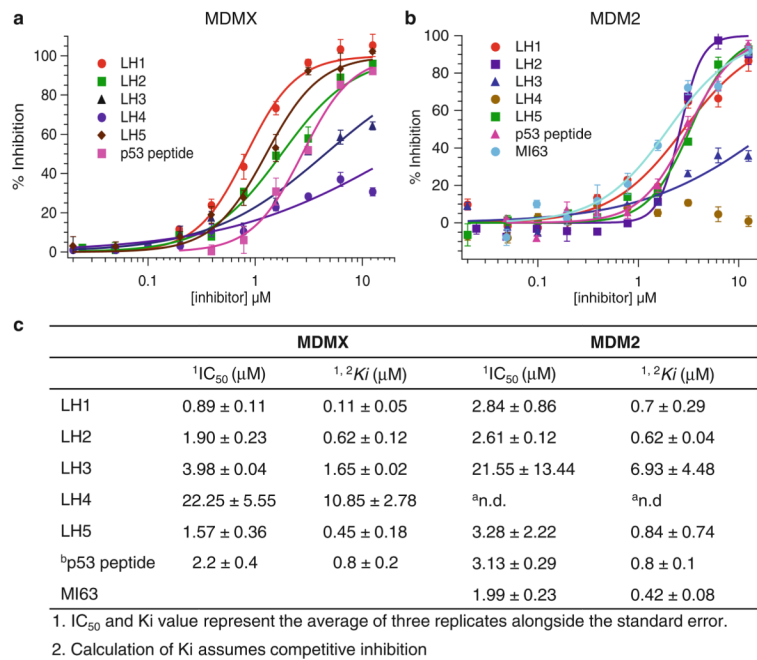 a
MDMX
100
80
60
40
20
0
% Inhibition
LH1
LH2
LH3
LH4
LH5
p53 peptide
0.1
1
10
[inhibitor] µM
b
MDM2
100
80
60
40
20
0
% Inhibition
LH1
LH2
LH3
LH4
LH5
p53 peptide
MI63
0.1
1
10
[inhibitor] µM
c
MDMX MDM2
¹IC₅₀ (µM) ¹, ²Ki (µM) ¹IC₅₀ (µM) ¹, ²Ki (µM)
LH1 0.89 ± 0.11 0.11 ± 0.05 2.84 ± 0.86 0.7 ± 0.29
LH2 1.90 ± 0.23 0.62 ± 0.12 2.61 ± 0.12 0.62 ± 0.04
LH3 3.98 ± 0.04 1.65 ± 0.02 21.55 ± 13.44 6.93 ± 4.48
LH4 22.25 ± 5.55 10.85 ± 2.78 ᵃn.d. ᵃn.d
LH5 1.57 ± 0.36 0.45 ± 0.18 3.28 ± 2.22 0.84 ± 0.74
ᵇp53 peptide 2.2 ± 0.4 0.8 ± 0.2 3.13 ± 0.29 0.8 ± 0.1
MI63 1.99 ± 0.23 0.42 ± 0.08
1. IC₅₀ and Ki value represent the average of three replicates alongside the standard error.
2. Calculation of Ki assumes competitive inhibition